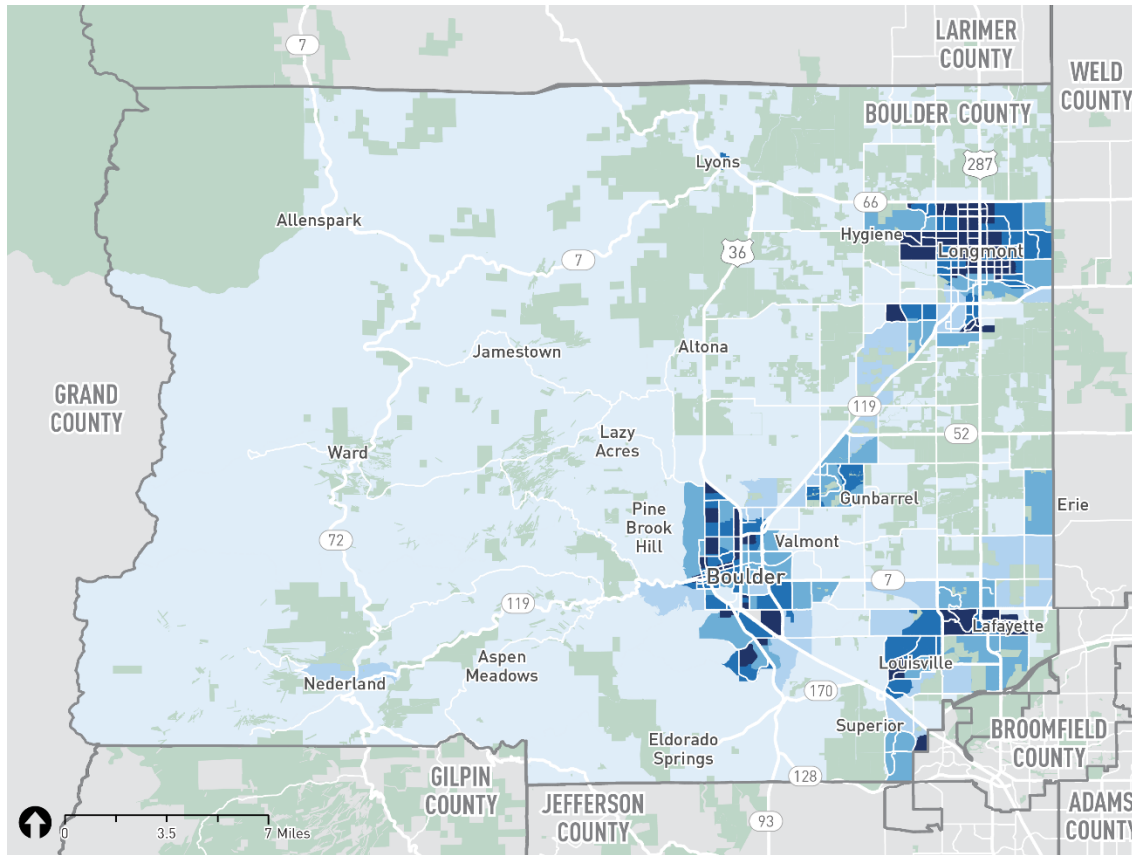 7
LARIMER
COUNTY
WELD
COUNTY
BOULDER COUNTY
Lyons
287
66
Allenspark
Hygiene
Longmont
36
7
Jamestown
Altona
GRAND
COUNTY
119
Lazy
Acres
52
Ward
Gunbarrel
Erie
Pine
Brook
Hill
72
Valmont
Boulder
7
119
Lafayette
Aspen
Meadows
Louisville
Nederland
170
Superior
BROOMFIELD
COUNTY
Eldorado
Springs
GILPIN
COUNTY
128
JEFFERSON
COUNTY
93
ADAMS
COUNTY
0 3.5 7 Miles